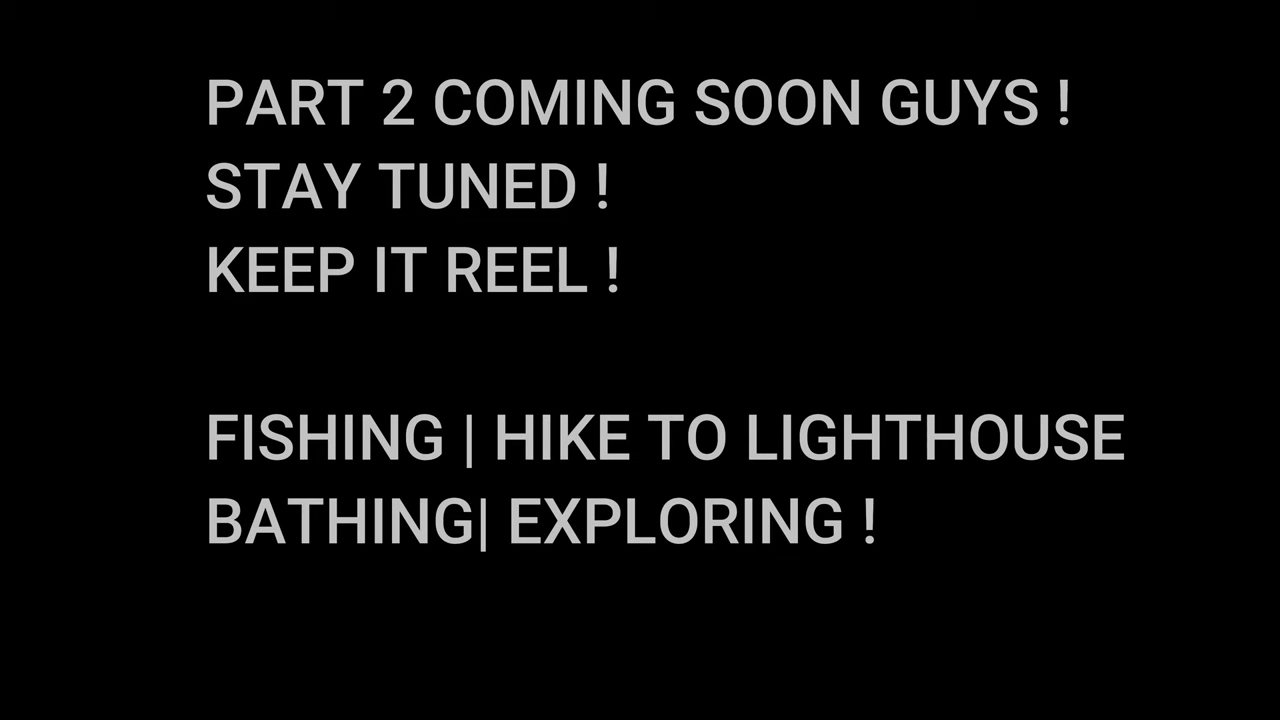 PART 2 COMING SOON GUYS !
STAY TUNED !
KEEP IT REEL !
FISHING | HIKE TO LIGHTHOUSE
BATHING| EXPLORING !